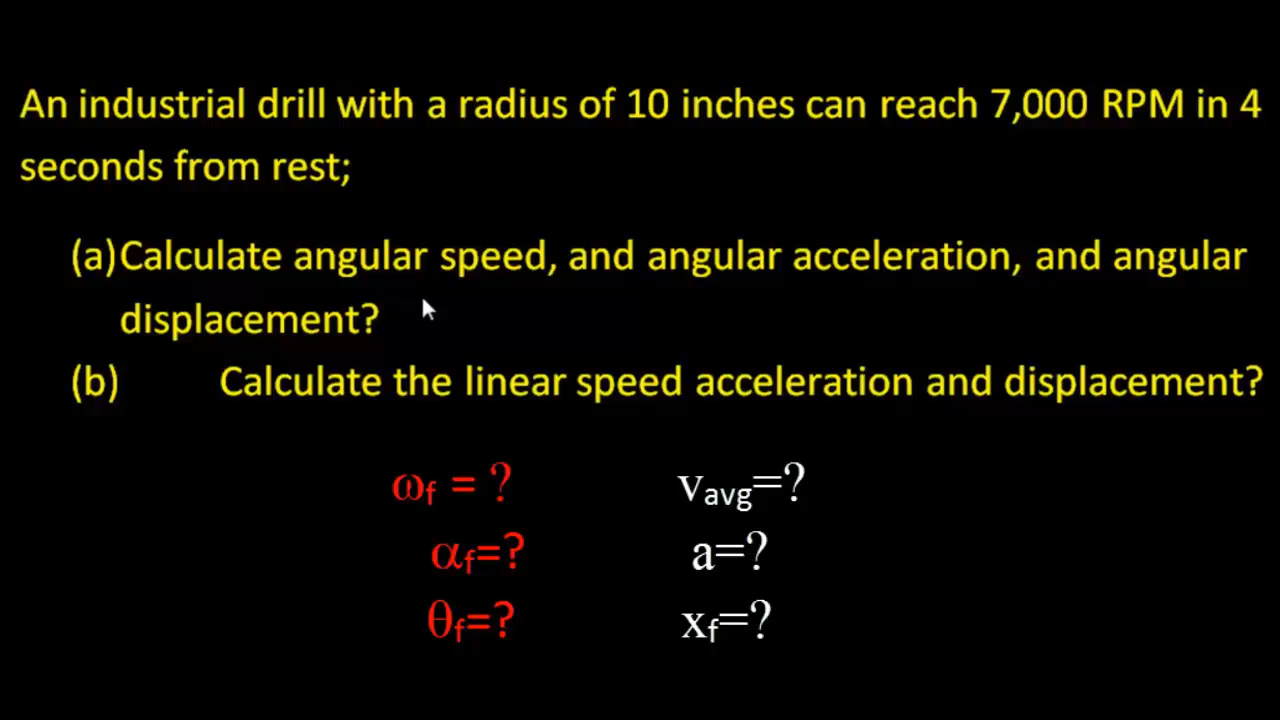 An industrial drill with a radius of 10 inches can reach 7,000 RPM in 4
seconds from rest;
(a)Calculate angular speed, and angular acceleration, and angular
displacement?
(b) Calculate the linear speed acceleration and displacement?
ωf = ? vavg=?
αf=? a=?
θf=? xf=?